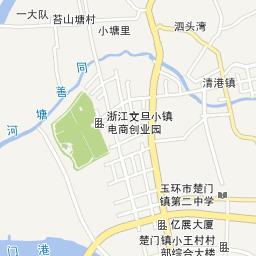 一大队
苔山塘村
小塘里
泗头湾
清港镇
同
善
塘
河
浙江文旦小镇
电商创业园
玉环市楚门
镇第二中学
亿展大厦
楚门镇小王村村
部综合大楼
门
港